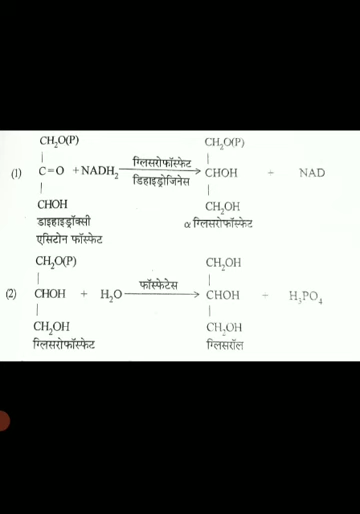 CH₂O(P) CH₂O(P)
| |
(1) C=O + NADH₂ ग्लिसरोफॉस्फेट डिहाइड्रोजिनेस → CHOH + NAD
| |
CHOH CH₂OH
डाइहाइड्रॉक्सी α ग्लिसरोफॉस्फेट
एसिटोन फॉस्फेट
CH₂O(P) CH₂OH
| |
(2) CHOH + H₂O फॉस्फेटेस → CHOH + H₃PO₄
| |
CH₂OH CH₂OH
ग्लिसरोफॉस्फेट ग्लिसरॉल